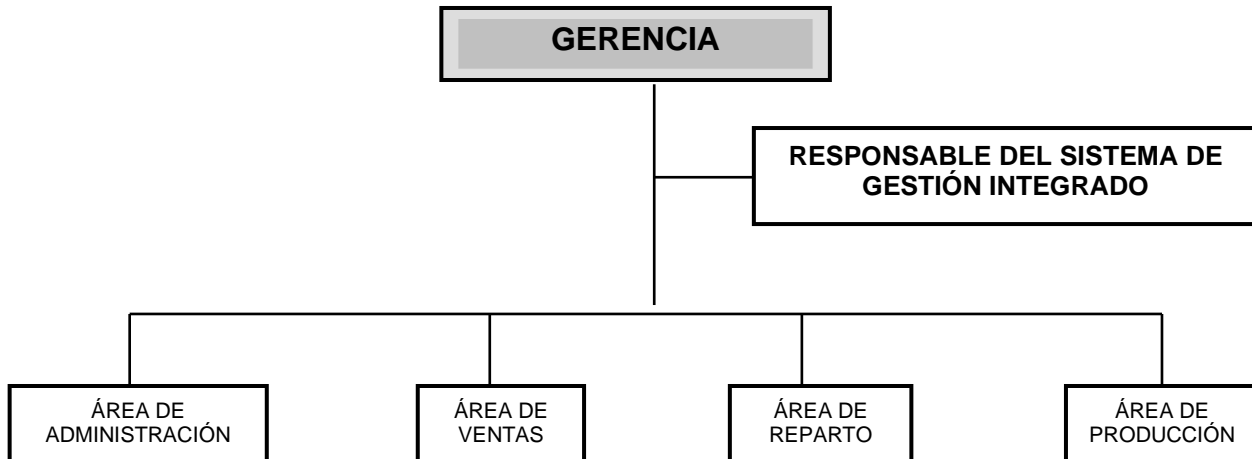 GERENCIA
RESPONSABLE DEL SISTEMA DE
GESTIÓN INTEGRADO
ÁREA DE
ADMINISTRACIÓN
ÁREA DE
VENTAS
ÁREA DE
REPARTO
ÁREA DE
PRODUCCIÓN